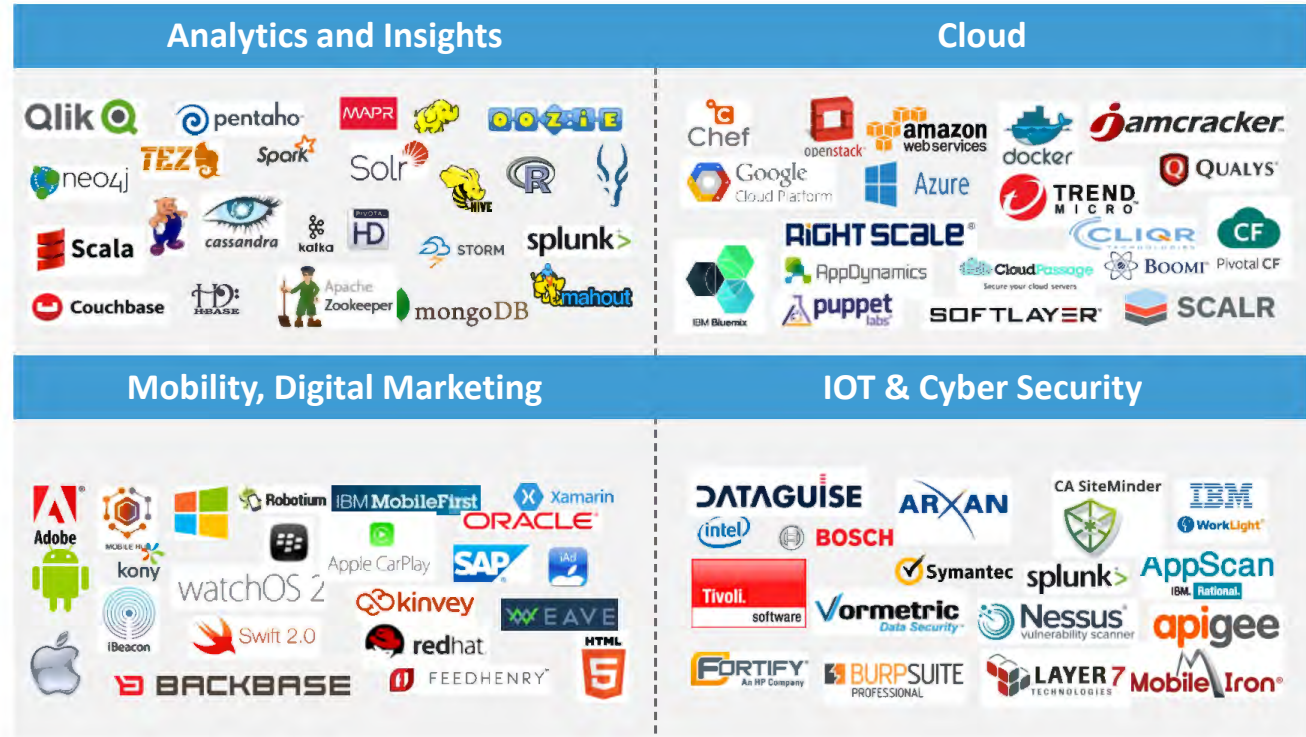 Analytics and Insights
Qlik Q
pentaho
MAPR
OOZIE
TEZ
Spark
Solr
neo4j
HIVE
R
Scala
cassandra
kafka
PIVOTAL
HD
STORM
splunk>
Couchbase
HBASE
Apache
Zookeeper
mongoDB
mahout
Cloud
Chef
openstack
amazon
web services
docker
jamcracker
Google
Cloud Platform
Azure
TREND
MICRO
QUALYS
RIGHTSCALE
CLIQR
TECHNOLOGIES
CF
Pivotal CF
IBM Bluemix
AppDynamics
CloudPassage
Secure your cloud servers
BOOMI
puppet
labs
SOFTLAYER
SCALR
Mobility, Digital Marketing
Adobe
MOBILE HUB
Robotium
IBM MobileFirst
Xamarin
ORACLE
kony
Apple CarPlay
SAP
iAd
watchOS 2
kinvey
WEAVE
iBeacon
Swift 2.0
redhat
HTML
5
BACKBASE
FEEDHENRY
IOT & Cyber Security
DATAGUISE
ARXAN
CA SiteMinder
IBM
WorkLight
intel
BOSCH
Tivoli.
software
Symantec
splunk>
AppScan
IBM. Rational.
Vormetric
Data Security
Nessus
vulnerability scanner
apigee
FORTIFY
An HP Company
BURPSUITE
PROFESSIONAL
LAYER 7
TECHNOLOGIES
MobileIron